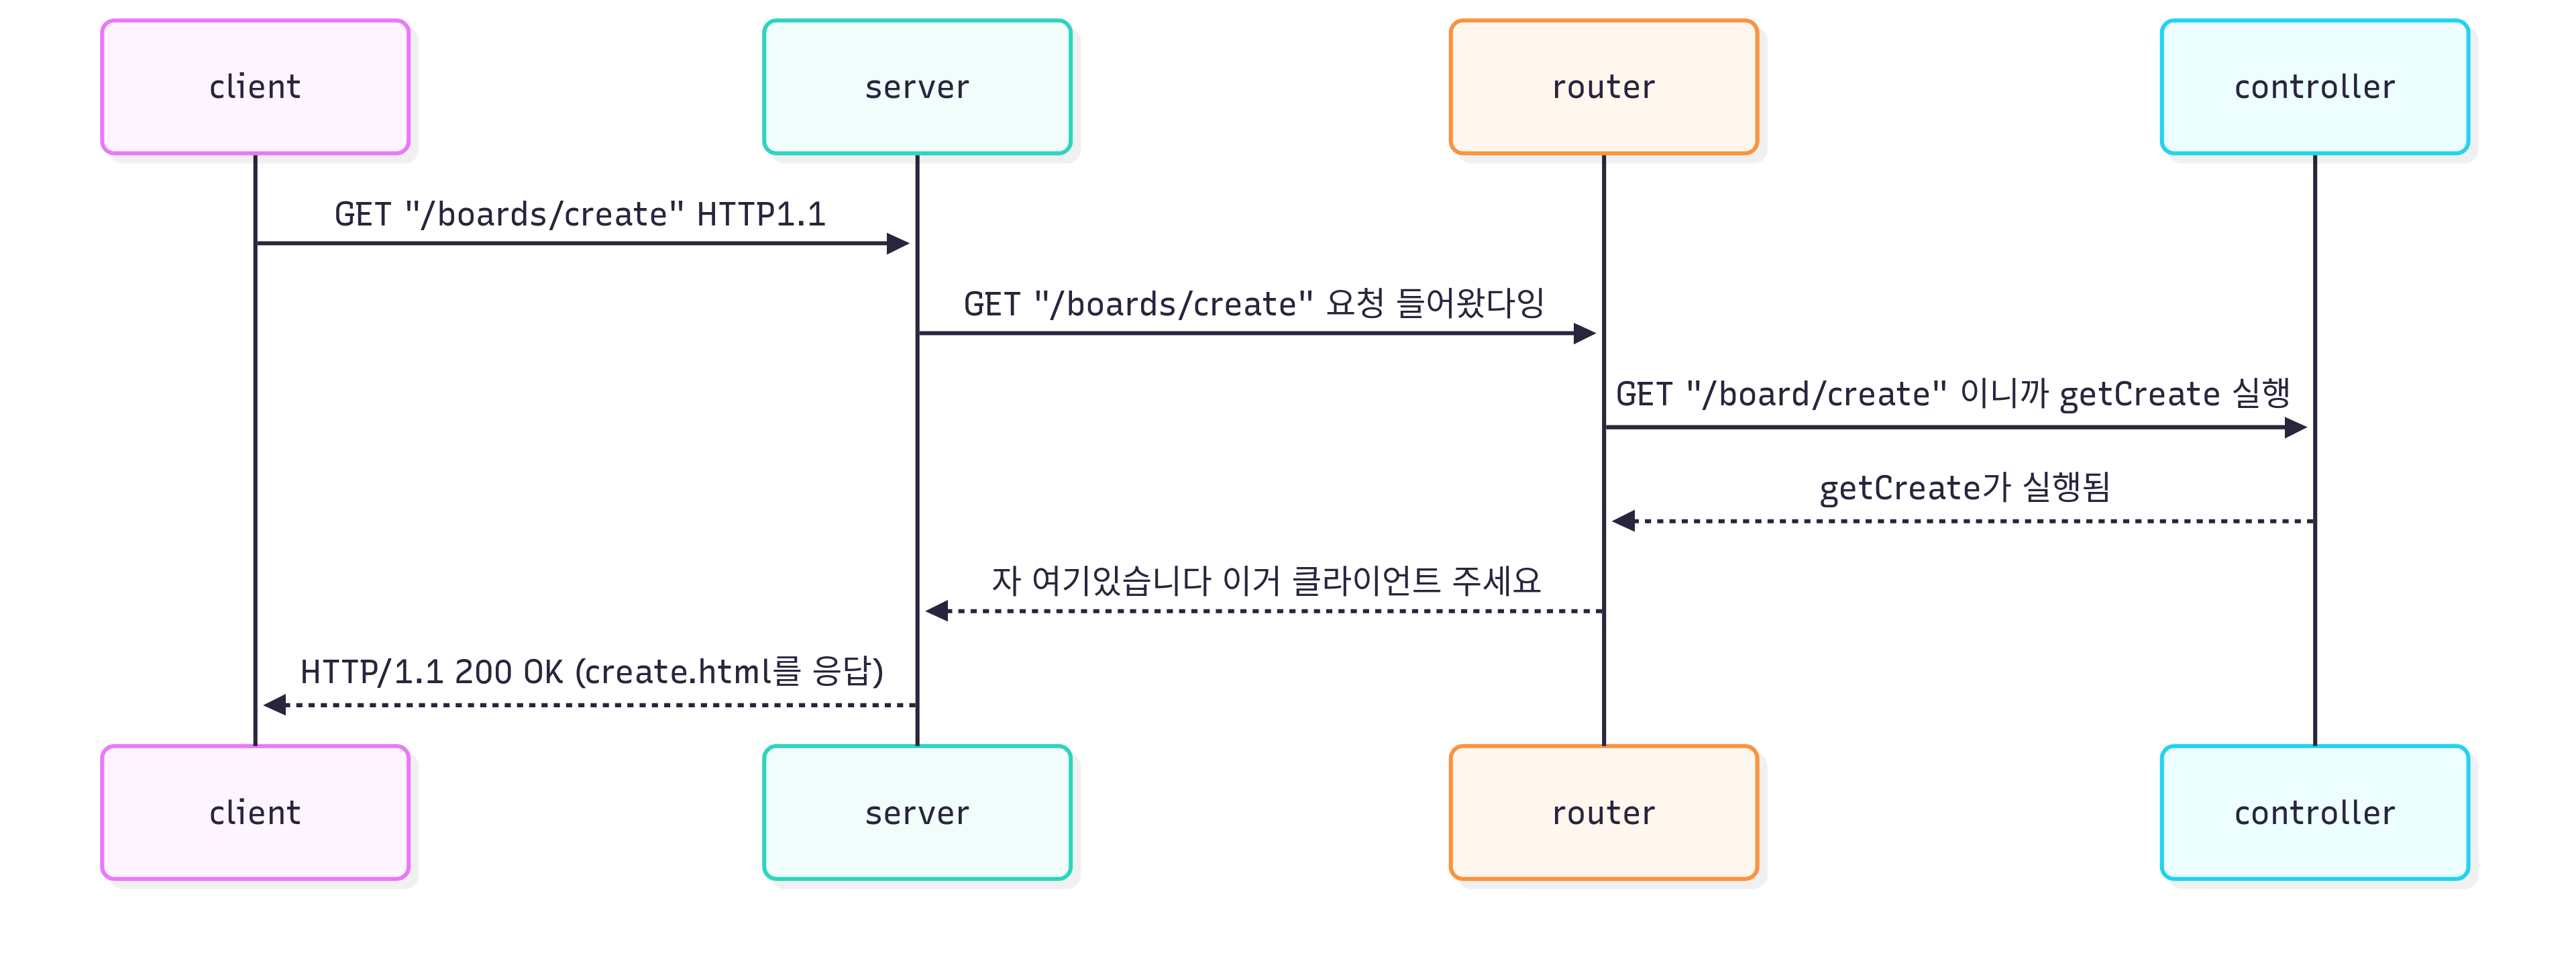 client
server
router
controller
GET "/boards/create" HTTP1.1
GET "/boards/create" 요청 들어왔다잉
GET "/board/create" 이니까 getCreate 실행
getCreate가 실행됨
자 여기있습니다 이거 클라이언트 주세요
HTTP/1.1 200 OK (create.html를 응답)
client
server
router
controller